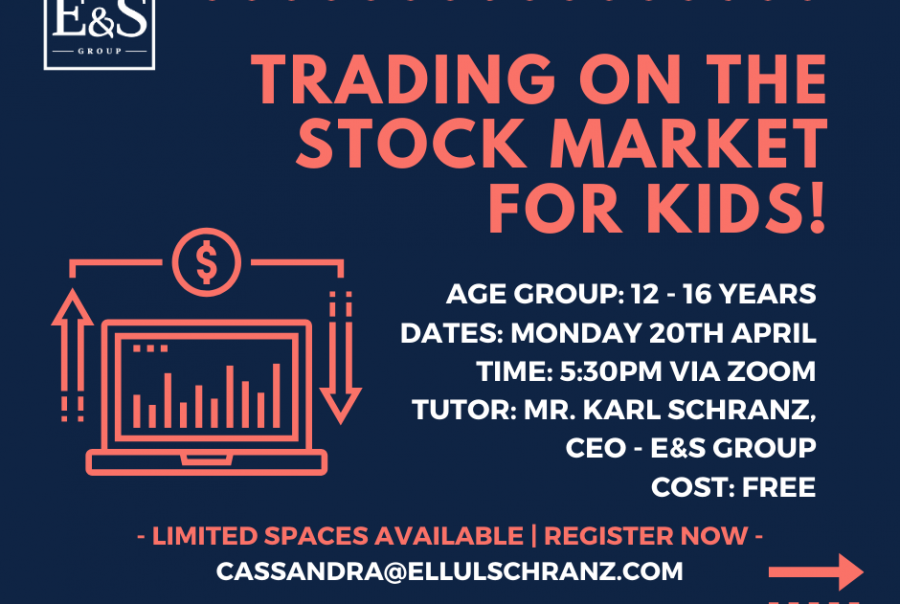 E&S
GROUP
TRADING ON THE
STOCK MARKET
FOR KIDS!
$
AGE GROUP: 12 - 16 YEARS
DATES: MONDAY 20TH APRIL
TIME: 5:30PM VIA ZOOM
TUTOR: MR. KARL SCHRANZ,
CEO - E&S GROUP
COST: FREE
- LIMITED SPACES AVAILABLE | REGISTER NOW -
CASSANDRA@ELLULSCHRANZ.COM